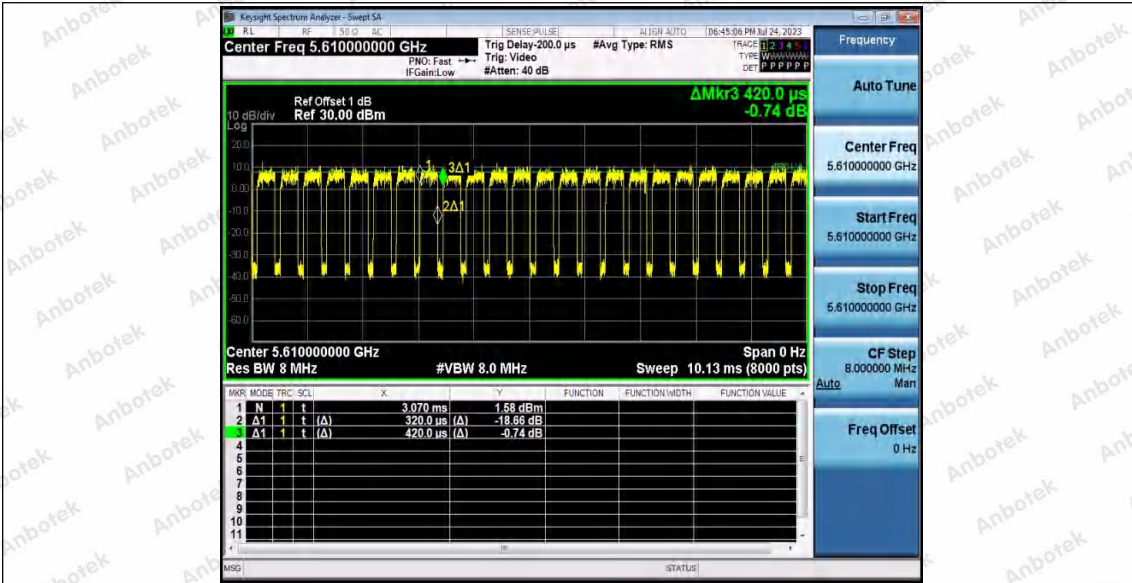 Keysight Spectrum Analyzer - Swept SA
RL RF 50 Ω AC SENSE:PULSE ALIGN AUTO 06:45:06 PM Jul 24, 2023
Center Freq 5.610000000 GHz
PNO: Fast
IFGain:Low
Trig Delay-200.0 µs #Avg Type: RMS
Trig: Video
#Atten: 40 dB
TRACE 1 2 3 4 5 6
TYPE
DET P P P P P P
ΔMkr3 420.0 µs
-0.74 dB
Ref Offset 1 dB
10 dB/div Ref 30.00 dBm
Log
20.0
10.0
0.00
-10.0
-20.0
-30.0
-40.0
-50.0
-60.0
1
3Δ1
2Δ1
Center 5.610000000 GHz Span 0 Hz
Res BW 8 MHz #VBW 8.0 MHz Sweep 10.13 ms (8000 pts)
MKR MODE TRC SCL X Y FUNCTION FUNCTION WIDTH FUNCTION VALUE
1 N 1 t 3.070 ms 1.58 dBm
2 Δ1 1 t (Δ) 320.0 µs (Δ) -18.66 dB
3 Δ1 1 t (Δ) 420.0 µs (Δ) -0.74 dB
4
5
6
7
8
9
10
11
MSG STATUS
Frequency
Auto Tune
Center Freq
5.610000000 GHz
Start Freq
5.610000000 GHz
Stop Freq
5.610000000 GHz
CF Step
8.000000 MHz
Auto Man
Freq Offset
0 Hz
Anbotek